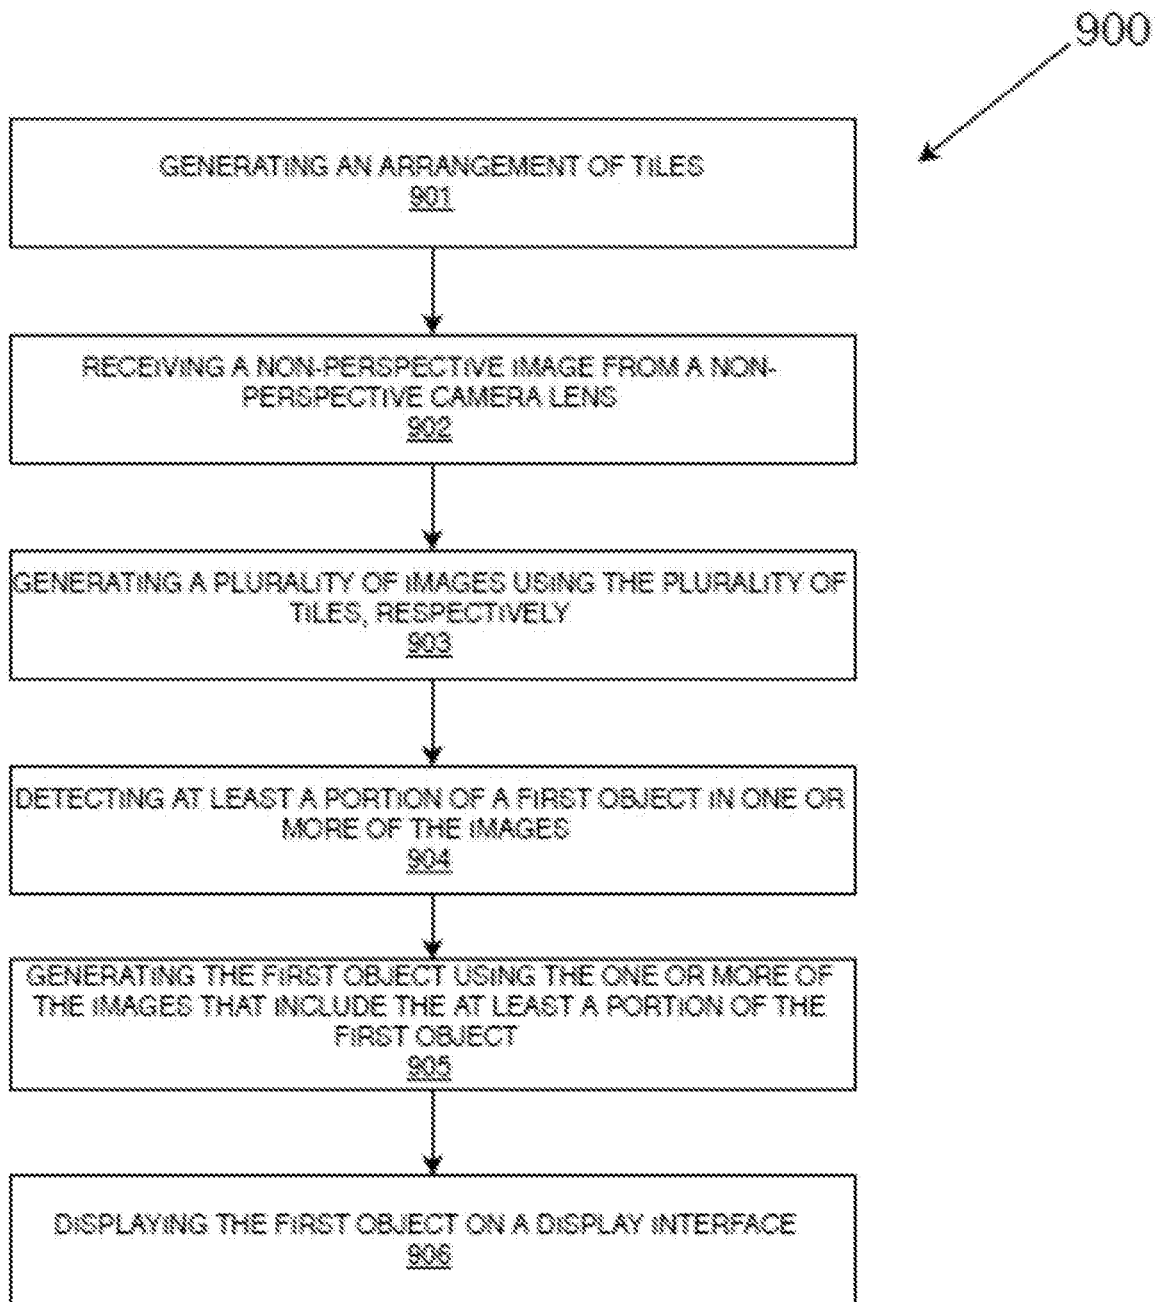 900
GENERATING AN ARRANGEMENT OF TILES
901
RECEIVING A NON-PERSPECTIVE IMAGE FROM A NON-
PERSPECTIVE CAMERA LENS
902
GENERATING A PLURALITY OF IMAGES USING THE PLURALITY OF
TILES, RESPECTIVELY
903
DETECTING AT LEAST A PORTION OF A FIRST OBJECT IN ONE OR
MORE OF THE IMAGES
904
GENERATING THE FIRST OBJECT USING THE ONE OR MORE OF
THE IMAGES THAT INCLUDE THE AT LEAST A PORTION OF THE
FIRST OBJECT
905
DISPLAYING THE FIRST OBJECT ON A DISPLAY INTERFACE
906